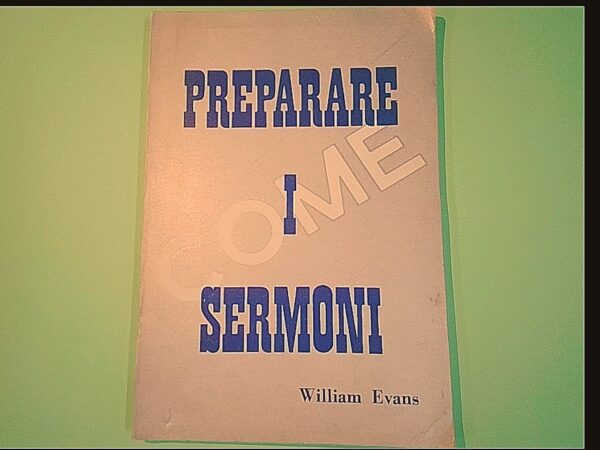 COME
PREPARARE
I
SERMONI
William Evans